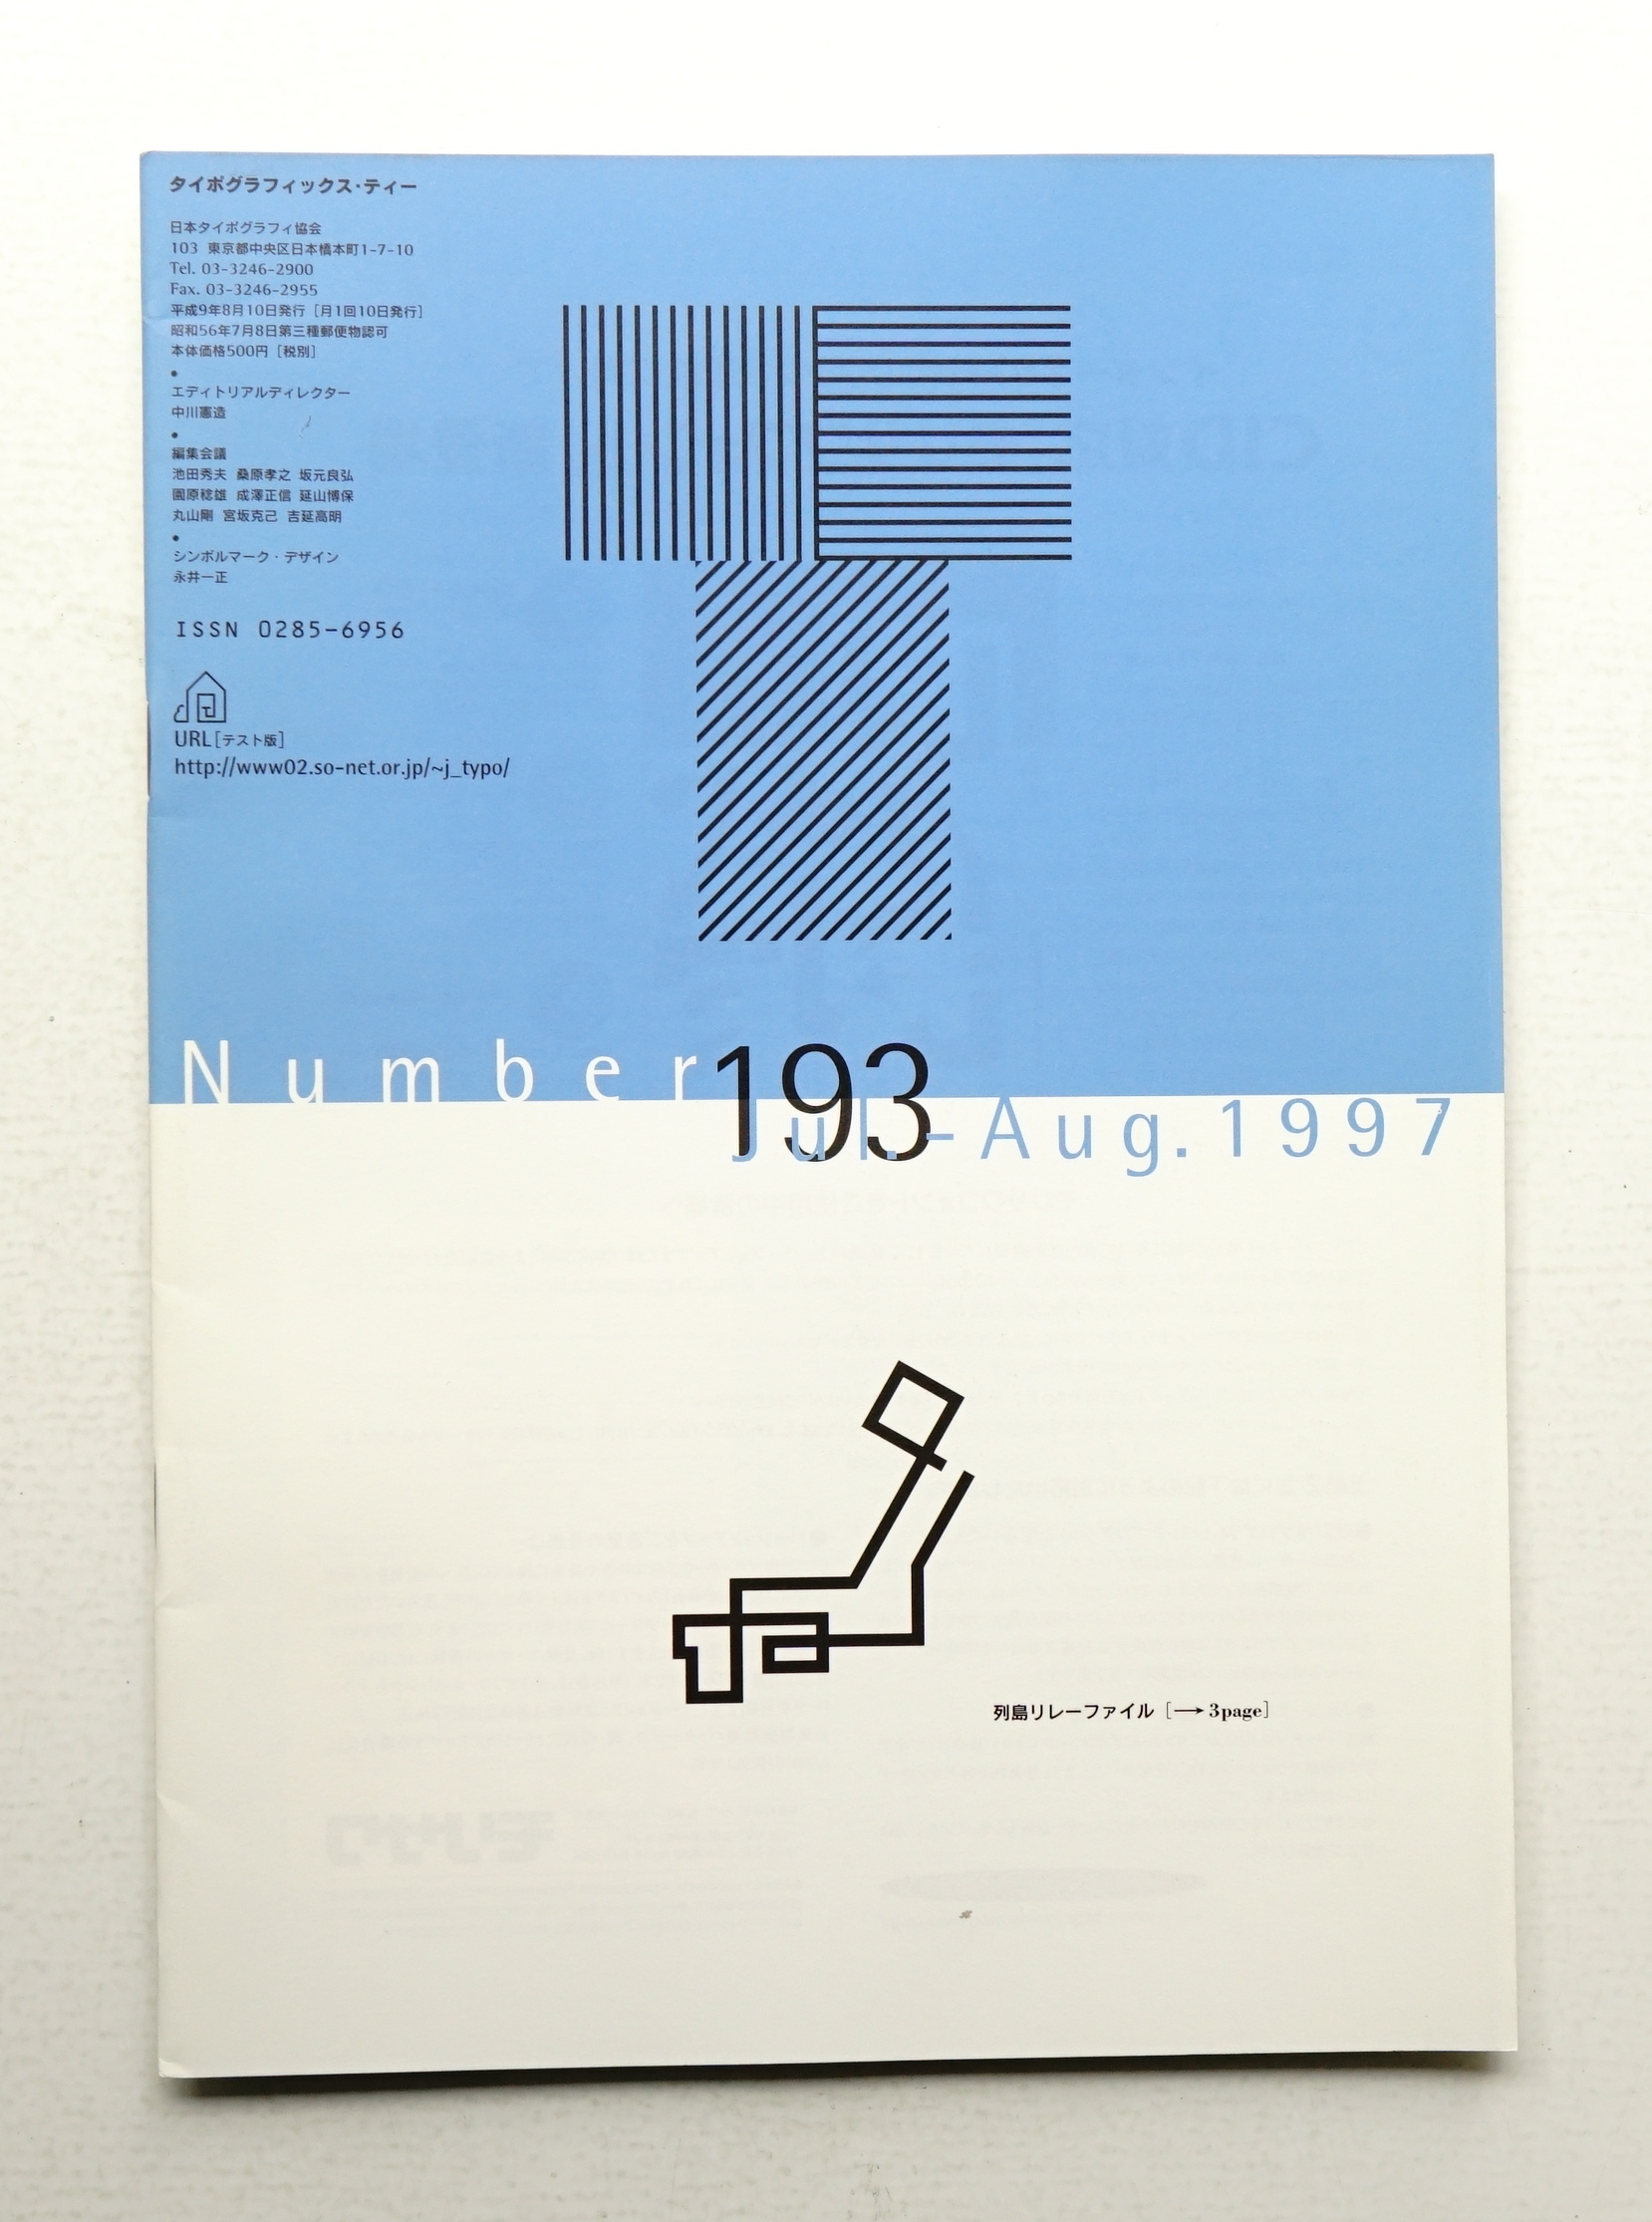 タイポグラフィックス・ティー
日本タイポグラフィ協会
103 東京都中央区日本橋本町1-7-10
Tel. 03-3246-2900
Fax. 03-3246-2955
平成9年8月10日発行［月1回10日発行］
昭和56年7月8日第三種郵便物認可
本体価格500円［税別］
●
エディトリアルディレクター
中川憲造
●
編集会議
池田秀夫 桑原孝之 坂元良弘
園原稔雄 成澤正信 延山博保
丸山剛 宮坂克己 吉延高明
●
シンボルマーク・デザイン
永井一正
ISSN 0285-6956
URL［テスト版］
http://www02.so-net.or.jp/~j_typo/
Number193
Jul.-Aug.1997
列島リレーファイル［→3page］